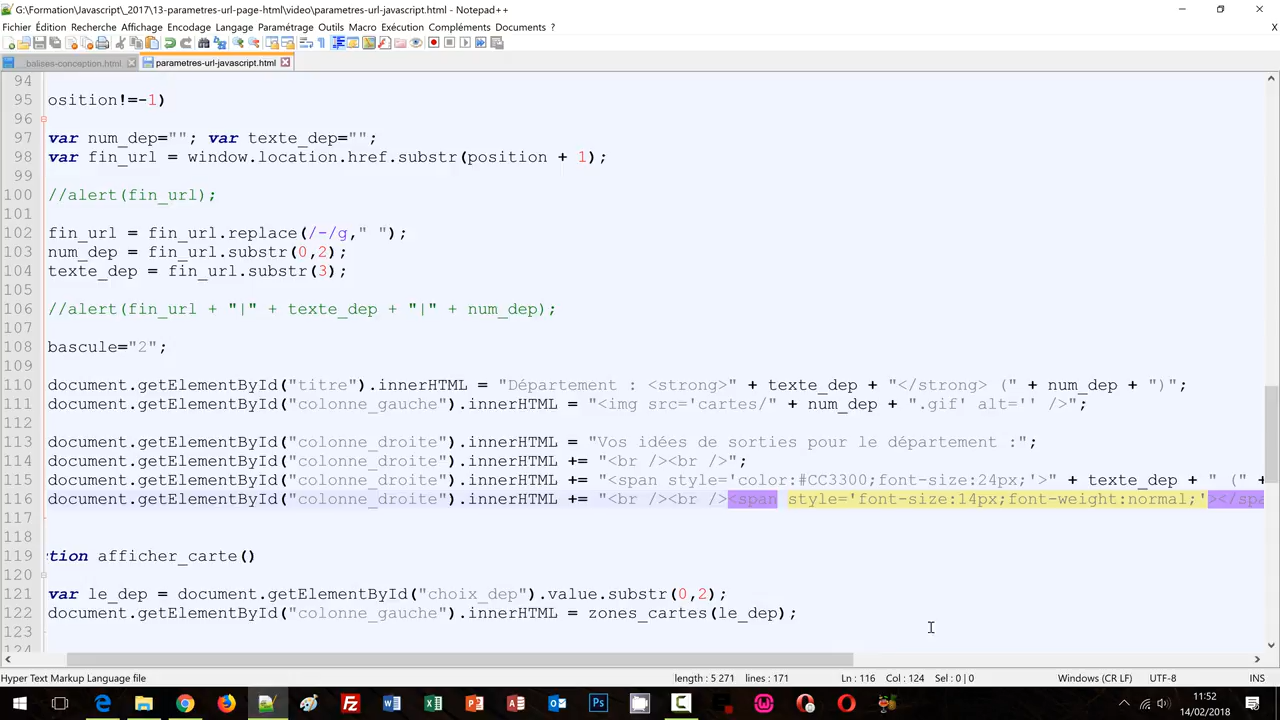 G:\Formation\Javascript\_2017\13-parametres-url-page-html\video\parametres-url-javascript.html - Notepad++
Fichier Édition Recherche Affichage Encodage Langage Paramétrage Outils Macro Exécution Compléments Documents ? X
balises-conception.html parametres-url-javascript.html
94
95 osition!=-1)
96
97 var num_dep=""; var texte_dep="";
98 var fin_url = window.location.href.substr(position + 1);
99
100 //alert(fin_url);
101
102 fin_url = fin_url.replace(/-/g," ");
103 num_dep = fin_url.substr(0,2);
104 texte_dep = fin_url.substr(3);
105
106 //alert(fin_url + "|" + texte_dep + "|" + num_dep);
107
108 bascule="2";
109
110 document.getElementById("titre").innerHTML = "Département : <strong>" + texte_dep + "</strong> (" + num_dep + ")";
111 document.getElementById("colonne_gauche").innerHTML = "<img src='cartes/" + num_dep + ".gif' alt='' />";
112
113 document.getElementById("colonne_droite").innerHTML = "Vos idées de sorties pour le département :";
114 document.getElementById("colonne_droite").innerHTML += "<br /><br />";
115 document.getElementById("colonne_droite").innerHTML += "<span style='color:#CC3300;font-size:24px;'>" + texte_dep + " (" +
116 document.getElementById("colonne_droite").innerHTML += "<br /><br /><span style='font-size:14px;font-weight:normal;'></spa
117
118
119 tion afficher_carte()
120
121 var le_dep = document.getElementById("choix_dep").value.substr(0,2);
122 document.getElementById("colonne_gauche").innerHTML = zones_cartes(le_dep);
123
124
Hyper Text Markup Language file length : 5 271 lines : 171 Ln : 116 Col : 124 Sel : 0 | 0 Windows (CR LF) UTF-8 INS
11:52
14/02/2018